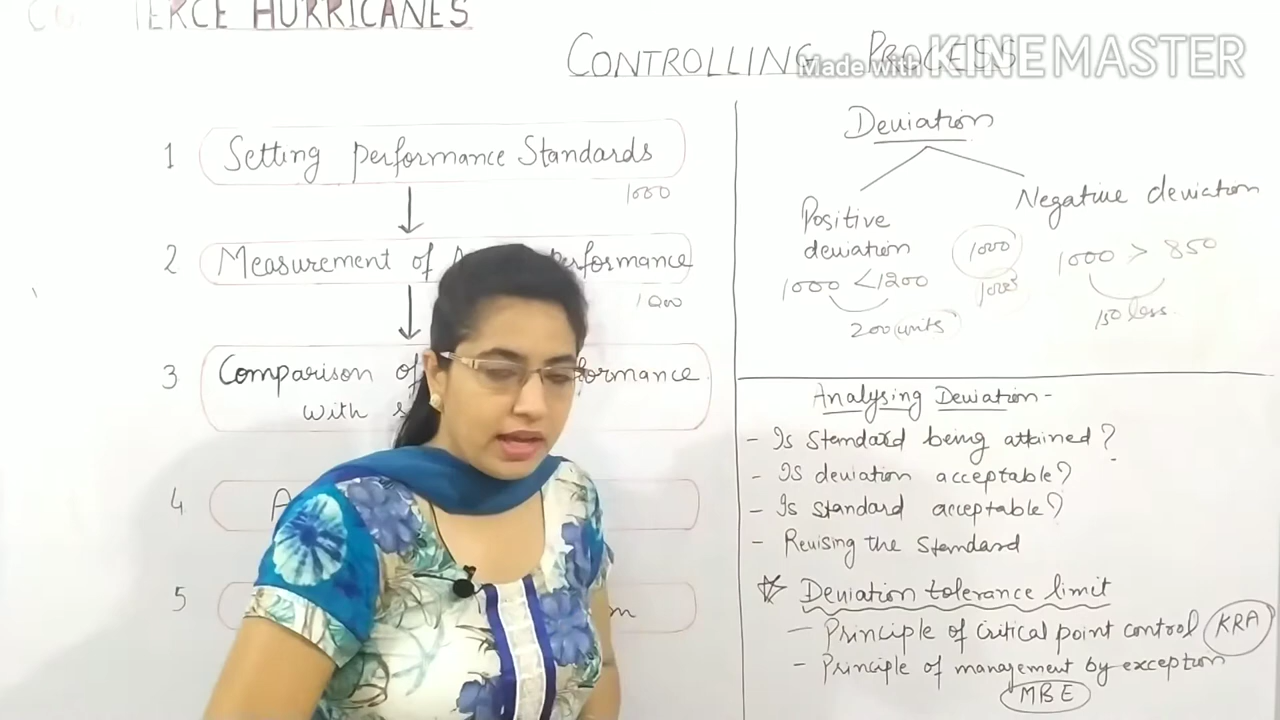 HURRICANES
CONTROLLING PROCESS
Made with KINEMASTER
1 Setting performance Standards
1000
2 Measurement of performance
1200
3 Comparison of
with
4 A
5
Deviation
Positive deviation
1000 < 1200
200 units
1000
Negative deviation
1000 > 850
150 less
Analysing Deviation -
- Is standard being attained?
- Is deviation acceptable?
- Is standard acceptable?
- Revising the standard
Deviation tolerance limit
- Principle of critical point control KRA
- Principle of management by exception
MBE